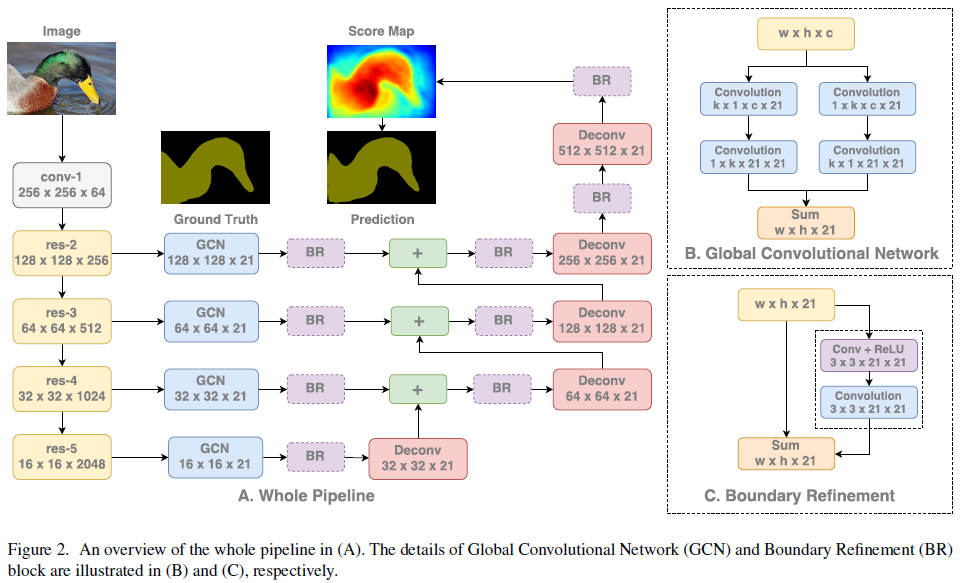 Image
Score Map
conv-1
256 x 256 x 64
Ground Truth
Prediction
res-2
128 x 128 x 256
GCN
128 x 128 x 21
BR
+
BR
Deconv
256 x 256 x 21
BR
Deconv
512 x 512 x 21
BR
res-3
64 x 64 x 512
GCN
64 x 64 x 21
BR
+
BR
Deconv
128 x 128 x 21
res-4
32 x 32 x 1024
GCN
32 x 32 x 21
BR
+
BR
Deconv
64 x 64 x 21
res-5
16 x 16 x 2048
GCN
16 x 16 x 21
BR
Deconv
32 x 32 x 21
A. Whole Pipeline
w x h x c
Convolution
k x 1 x c x 21
Convolution
1 x k x c x 21
Convolution
1 x k x 21 x 21
Convolution
k x 1 x 21 x 21
Sum
w x h x 21
B. Global Convolutional Network
w x h x 21
Conv + ReLU
3 x 3 x 21 x 21
Convolution
3 x 3 x 21 x 21
Sum
w x h x 21
C. Boundary Refinement
Figure 2. An overview of the whole pipeline in (A). The details of Global Convolutional Network (GCN) and Boundary Refinement (BR)
block are illustrated in (B) and (C), respectively.